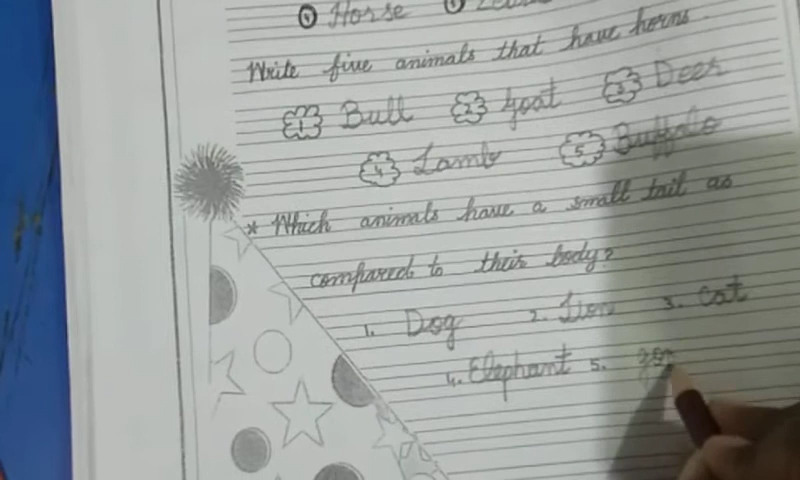 4 Horse
Write five animals that have horns.
1 Bull 2 Goat 3 Deer
4 Lamb 5 Buffalo
* Which animals have a small tail as
compared to their body?
1. Dog 2. Lion 3. Cat
4. Elephant 5.